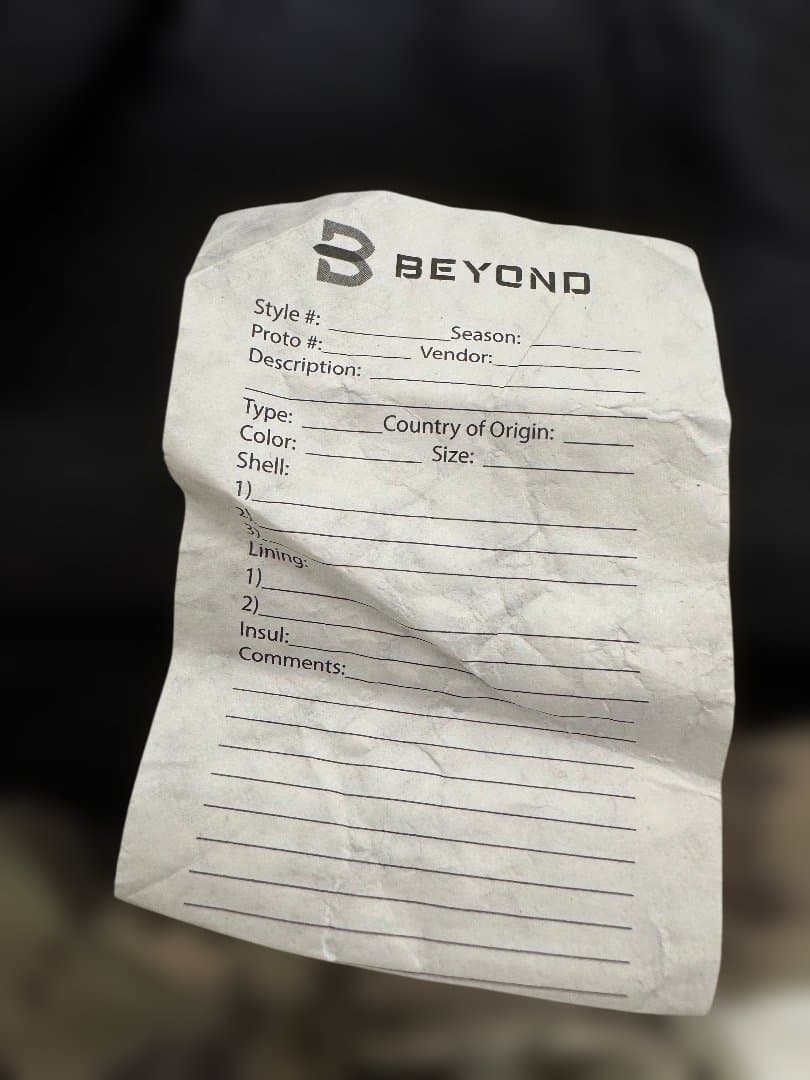 BEYOND
Style #: Season:
Proto #: Vendor:
Description:
Type: Country of Origin:
Color: Size:
Shell:
1)
2)
3)
Lining:
1)
2)
Insul:
Comments: